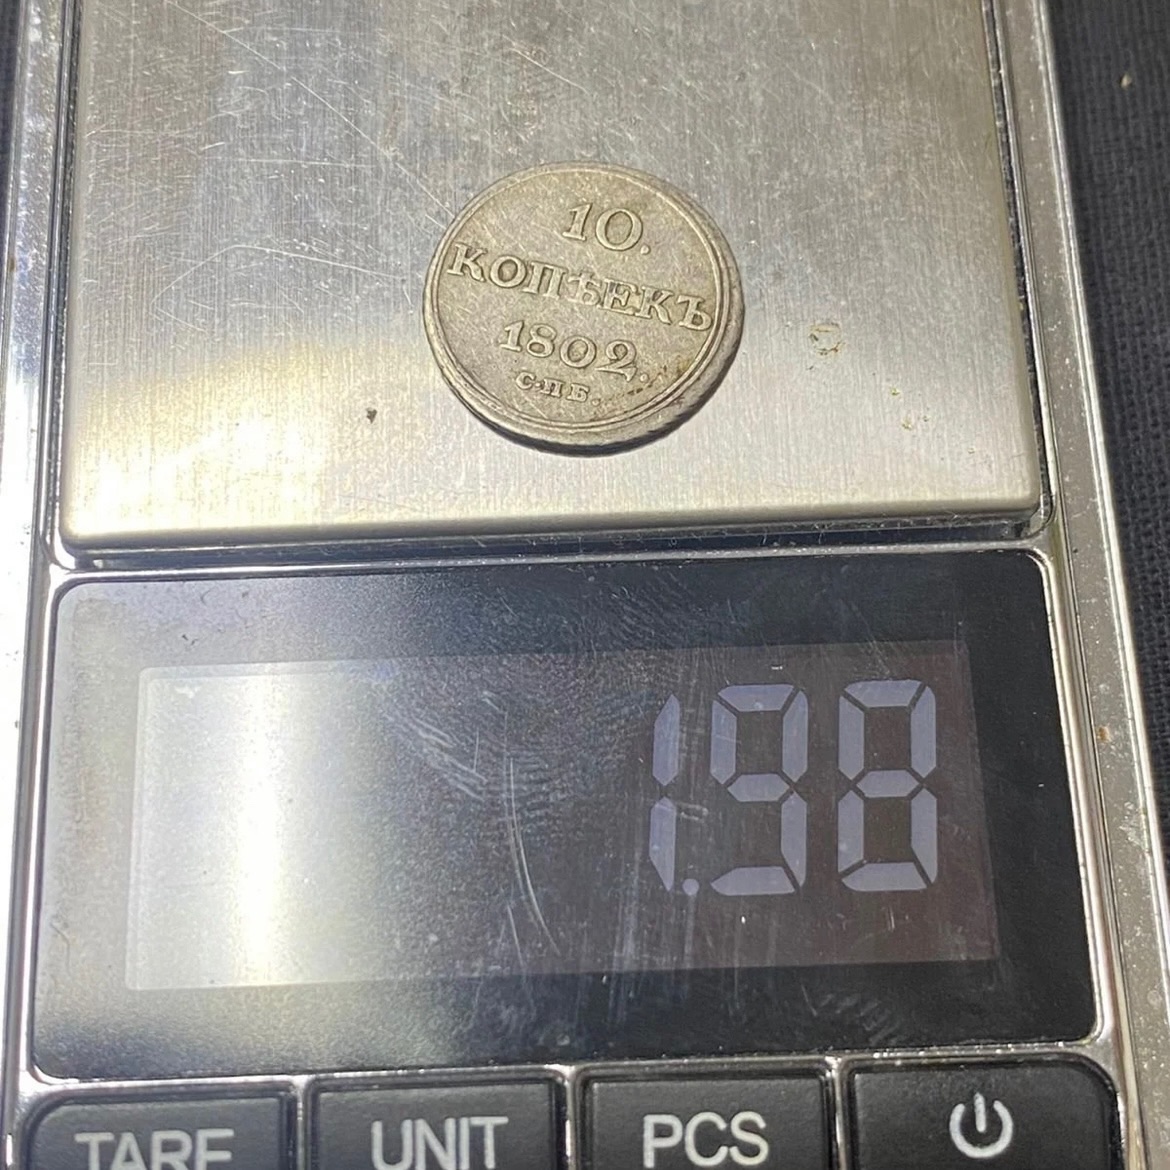 10.
КОПѢЕКЪ
1802.
С·П·Б.
1.98
TARE
UNIT
PCS